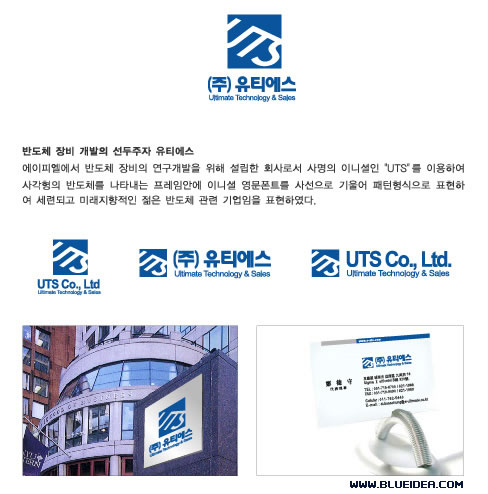 (주) 유티에스
Ultimate Technology & Sales
반도체 장비 개발의 선두주자 유티에스
에이피엘에서 반도체 장비의 연구개발을 위해 설립한 회사로서 사명의 이니셜인 "UTS"를 이용하여
사각형의 반도체를 나타내는 프레임안에 이니셜 영문폰트를 사선으로 기울어 패턴형식으로 표현하
여 세련되고 미래지향적인 젊은 반도체 관련 기업임을 표현하였다.
UTS Co., Ltd
Ultimate Technology & Sales
(주) 유티에스
Ultimate Technology & Sales
UTS Co., Ltd.
Ultimate Technology & Sales
(주) 유티에스
Ultimate Technology & Sales
(주) 유티에스
Ultimate Technology & Sales
WWW.BLUEIDEA.COM